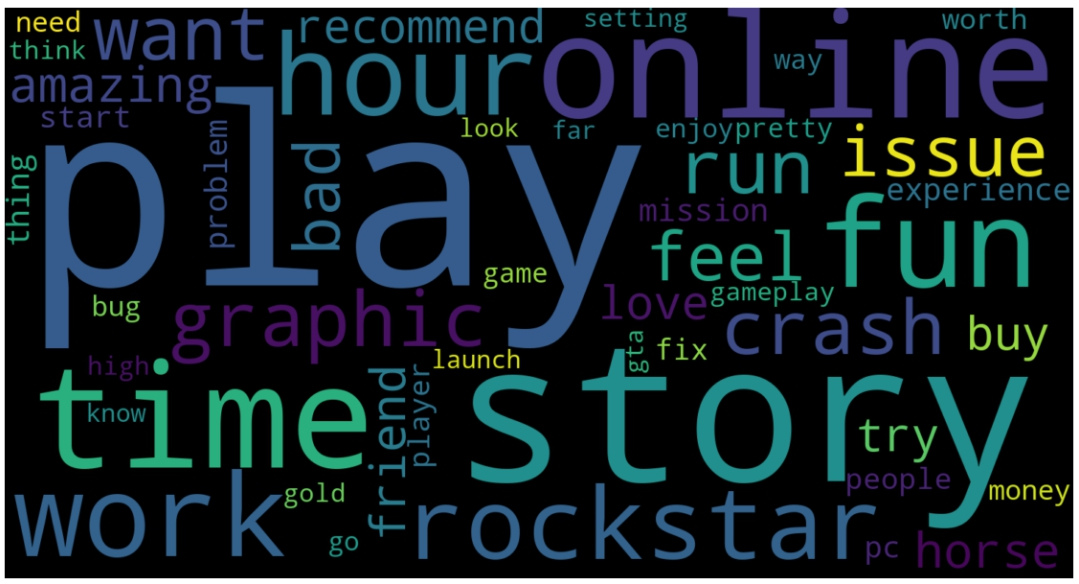 need
want
recommend
setting
worth
think
hour
online
way
amazing
start
play
problem
bad
look
far
enjoy
pretty
issue
run
experience
thing
mission
fun
feel
game
bug
graphic
love
gameplay
crash
buy
gta
fix
high
launch
time
story
know
friend
player
try
people
money
work
gold
go
rockstar
pc
horse